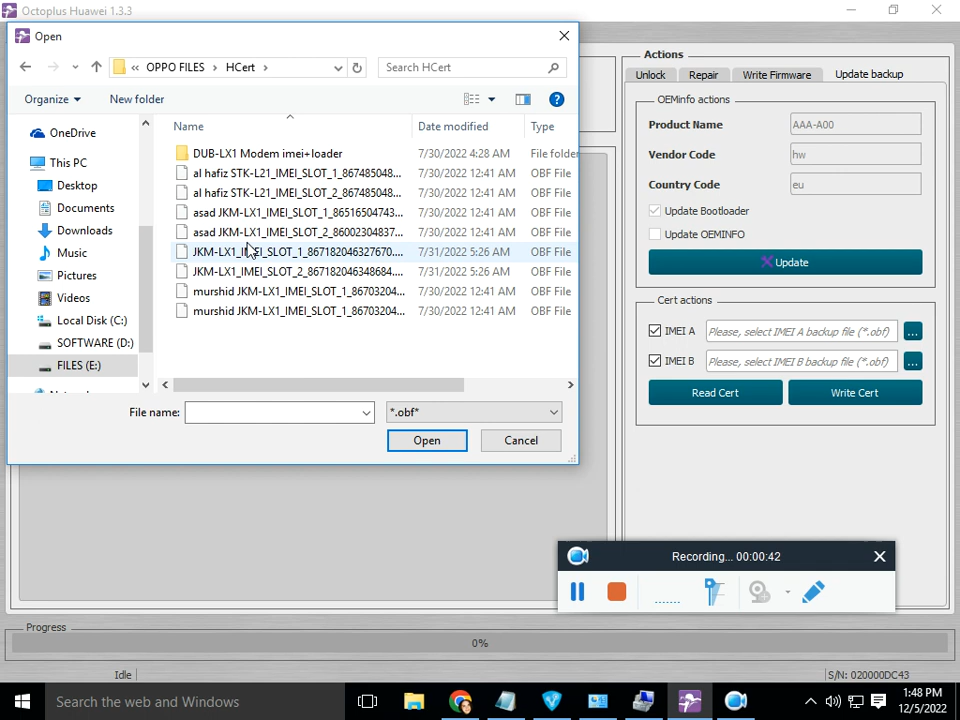 Octoplus Huawei 1.3.3
Open
« OPPO FILES › HCert ›
Search HCert
Organize
New folder
Name
Date modified
Type
OneDrive
This PC
Desktop
Documents
Downloads
Music
Pictures
Videos
Local Disk (C:)
SOFTWARE (D:)
FILES (E:)
DUB-LX1 Modem imei+loader 7/30/2022 4:28 AM File folder
al hafiz STK-L21_IMEI_SLOT_1_867485048... 7/30/2022 12:41 AM OBF File
al hafiz STK-L21_IMEI_SLOT_2_867485048... 7/30/2022 12:41 AM OBF File
asad JKM-LX1_IMEI_SLOT_1_86516504743... 7/30/2022 12:41 AM OBF File
asad JKM-LX1_IMEI_SLOT_2_86002304837... 7/30/2022 12:41 AM OBF File
JKM-LX1_IMEI_SLOT_1_867182046327670.... 7/31/2022 5:26 AM OBF File
JKM-LX1_IMEI_SLOT_2_867182046348684.... 7/31/2022 5:26 AM OBF File
murshid JKM-LX1_IMEI_SLOT_1_86703204... 7/30/2022 12:41 AM OBF File
murshid JKM-LX1_IMEI_SLOT_1_86703204... 7/30/2022 12:41 AM OBF File
File name:
*.obf*
Open
Cancel
Actions
Unlock
Repair
Write Firmware
Update backup
OEMinfo actions
Product Name AAA-A00
Vendor Code hw
Country Code eu
Update Bootloader
Update OEMINFO
Update
Cert actions
IMEI A Please, select IMEI A backup file (*.obf) ...
IMEI B Please, select IMEI B backup file (*.obf) ...
Read Cert
Write Cert
Recording... 00:00:42
Progress
0%
Idle
S/N: 020000DC43
Search the web and Windows
1:48 PM
12/5/2022